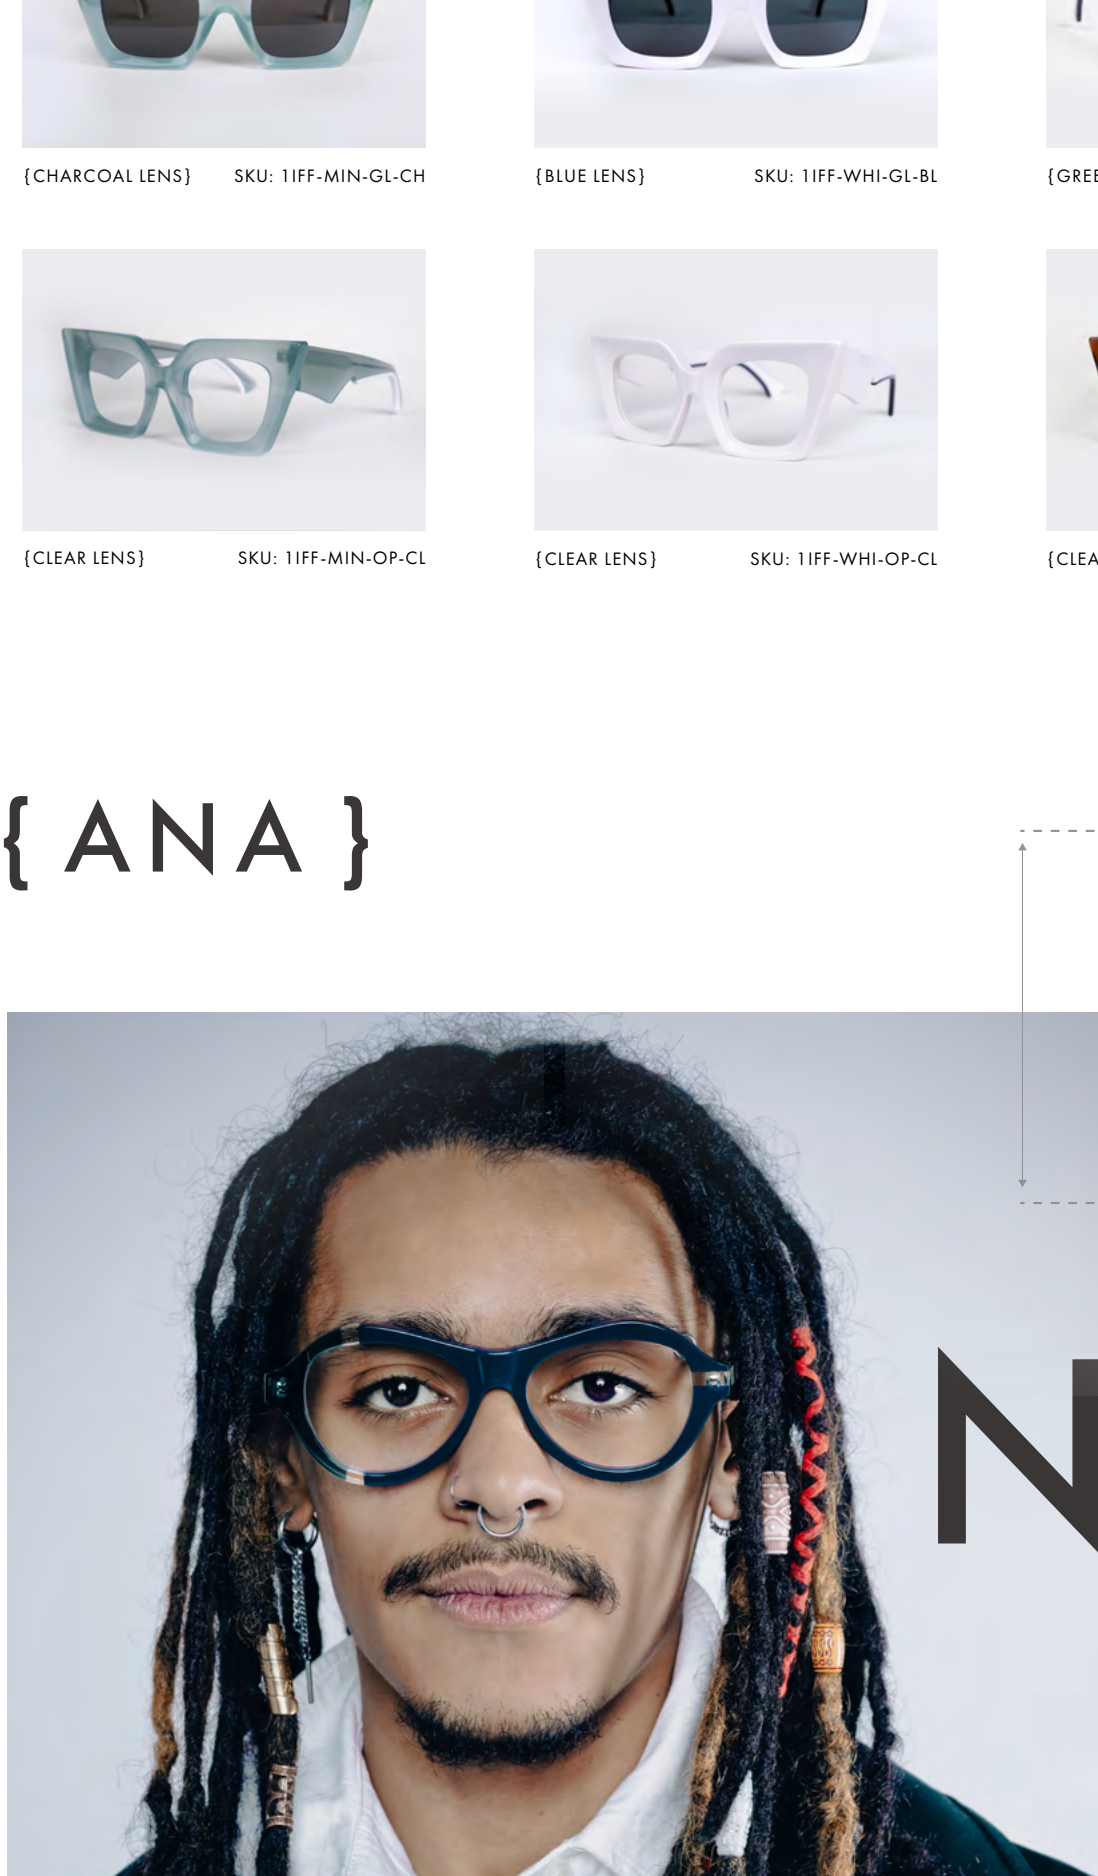 {CHARCOAL LENS} SKU: 1IFF-MIN-GL-CH
{BLUE LENS} SKU: 1IFF-WHI-GL-BL
{CLEAR LENS} SKU: 1IFF-MIN-OP-CL
{CLEAR LENS} SKU: 1IFF-WHI-OP-CL
{ ANA }
N